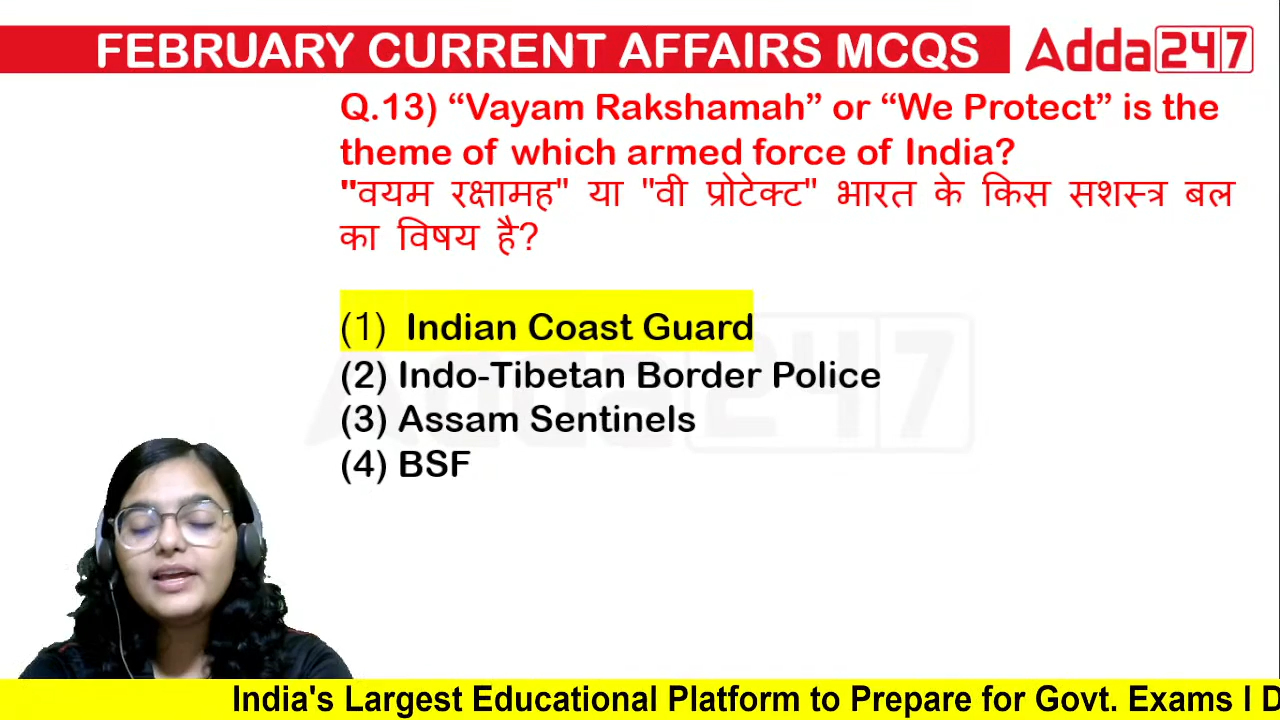 FEBRUARY CURRENT AFFAIRS MCQS
Adda247
Q.13) “Vayam Rakshamah” or “We Protect” is the
theme of which armed force of India?
"वयम रक्षामह" या "वी प्रोटेक्ट" भारत के किस सशस्त्र बल
का विषय है?
(1) Indian Coast Guard
(2) Indo-Tibetan Border Police
(3) Assam Sentinels
(4) BSF
Adda247
India's Largest Educational Platform to Prepare for Govt. Exams I D